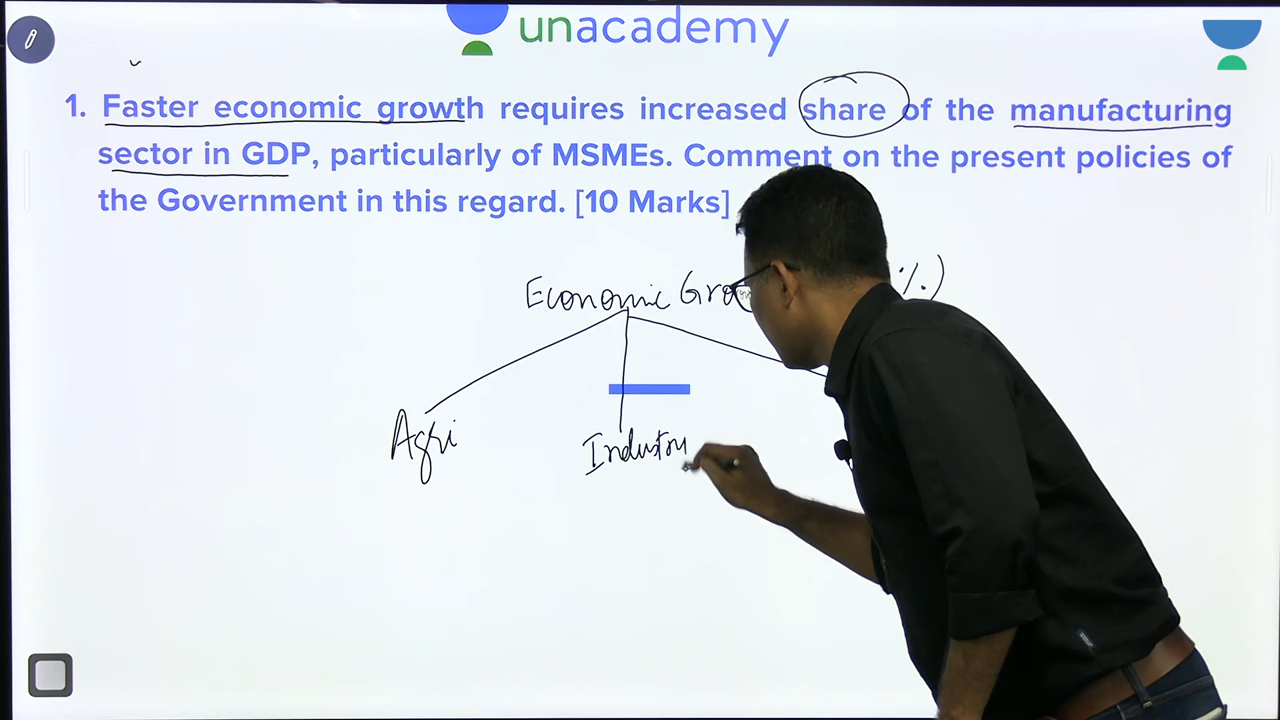 unacademy
1. Faster economic growth requires increased share of the manufacturing
sector in GDP, particularly of MSMEs. Comment on the present policies of
the Government in this regard. [10 Marks]
Economic Gro %)
Agri
Industry